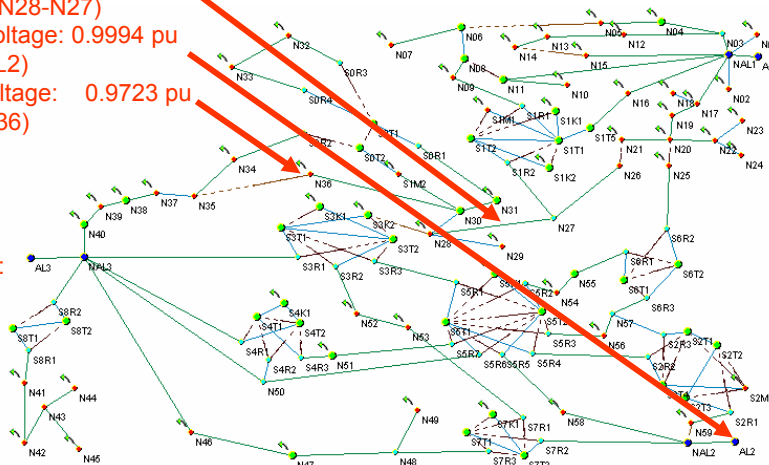 N28-N27)
oltage: 0.9994 pu
L2)
ltage: 0.9723 pu
36)
:
N32
N33
S0R3
S0R4
N07
N06
N08
N09
N05
N04
N12
N13
N14
N15
N03
NAL1
N11
N10
N16
N18
N17
N02
N19
N23
N22
N24
N20
N21
N25
N26
S1R1
S1K1
S1T5
S1T2
S1T1
S1R2
S1K2
S0T2
S0R1
S1M2
N34
N35
N36
N37
N38
N39
N40
N30
N31
N27
N28
N29
S3K1
S3K2
S3T1
S3T2
S3R1
S3R2
S3R3
AL3
NAL3
S6R2
S6R1
S6T2
S6T1
S6R3
N55
N54
S5R1
S5R2
S5T1
S5R3
S5R4
S5R5
S5R6
S5R7
N57
N56
N52
N53
S8R2
S8T1
S8T2
S8R1
S4K1
S4T1
S4T2
S4R1
S4R2
S4R3
N51
N50
S2R3
S2T1
S2T2
S2R2
S2T3
S2R1
N41
N44
N43
N42
N45
N46
N47
N48
N49
S7K1
S7R1
S7T1
S7R2
S7R3
N58
N59
NAL2
AL2